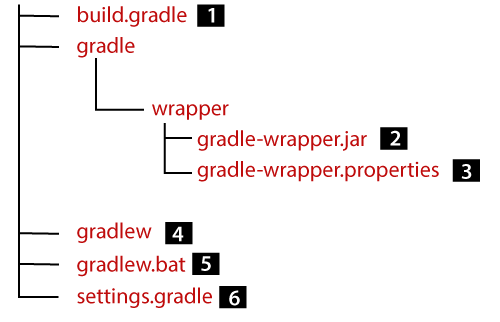 build.gradle 1
gradle
wrapper
gradle-wrapper.jar 2
gradle-wrapper.properties 3
gradlew 4
gradlew.bat 5
settings.gradle 6